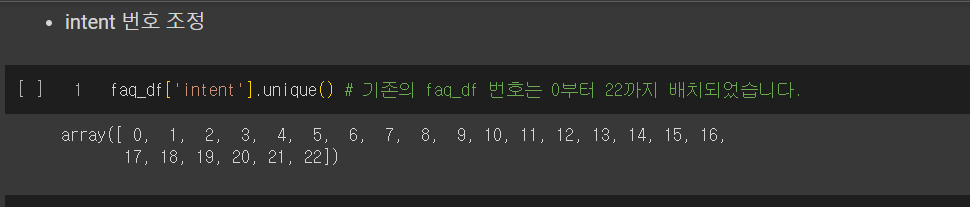 • intent 번호 조정
[ ] 1 faq_df['intent'].unique() # 기존의 faq_df 번호는 0부터 22까지 배치되었습니다.
array([ 0, 1, 2, 3, 4, 5, 6, 7, 8, 9, 10, 11, 12, 13, 14, 15, 16,
17, 18, 19, 20, 21, 22])